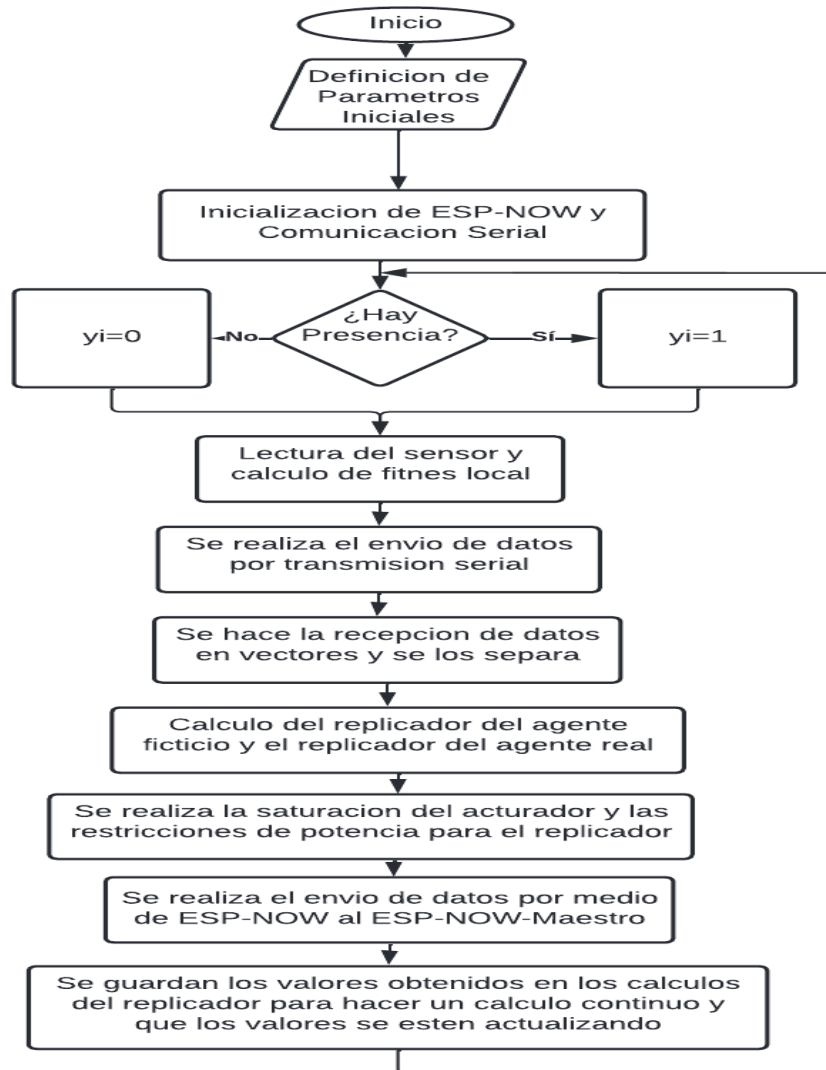 Inicio
Definicion de
Parametros
Iniciales
Inicializacion de ESP-NOW y
Comunicacion Serial
¿Hay
Presencia?
yi=0
No
Sí
yi=1
Lectura del sensor y
calculo de fitnes local
Se realiza el envio de datos
por transmision serial
Se hace la recepcion de datos
en vectores y se los separa
Calculo del replicador del agente
ficticio y el replicador del agente real
Se realiza la saturacion del acturador y las
restricciones de potencia para el replicador
Se realiza el envio de datos por medio
de ESP-NOW al ESP-NOW-Maestro
Se guardan los valores obtenidos en los calculos
del replicador para hacer un calculo continuo y
que los valores se esten actualizando